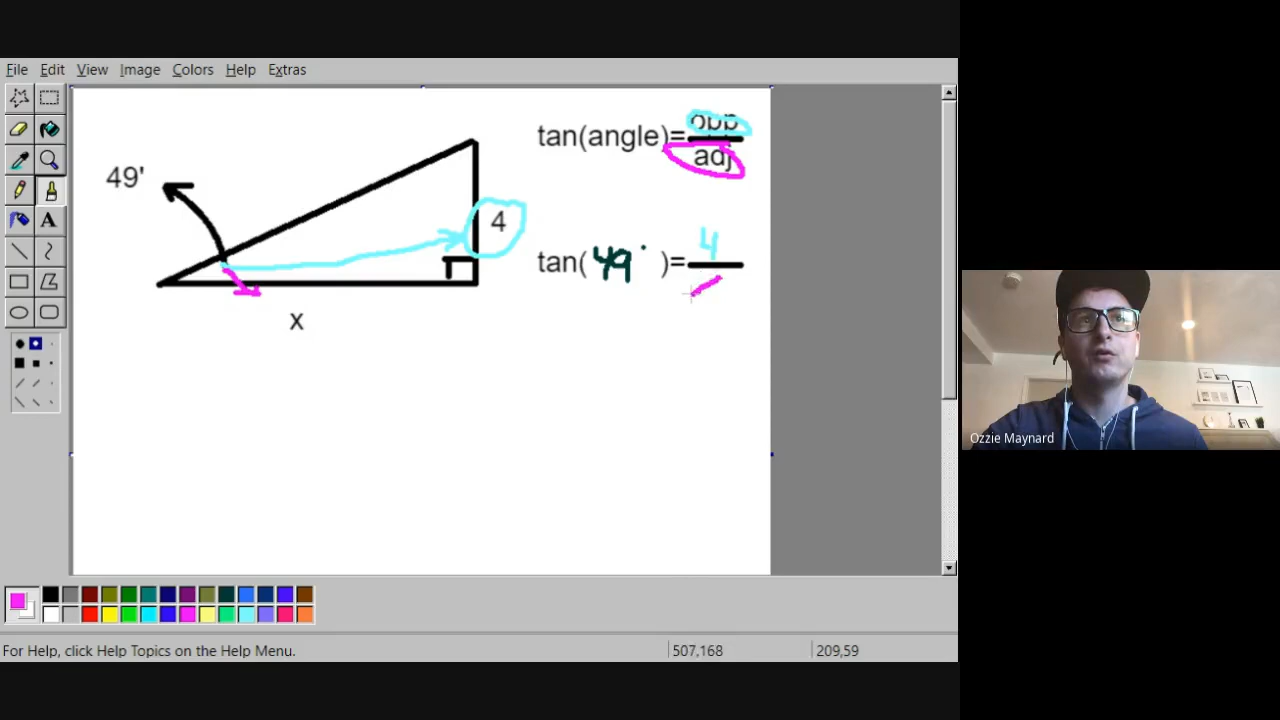 File Edit View Image Colors Help Extras
tan(angle)=opp
adj
49'
4
tan( 49° )=4
x
A
Ozzie Maynard
For Help, click Help Topics on the Help Menu.
507,168
209,59